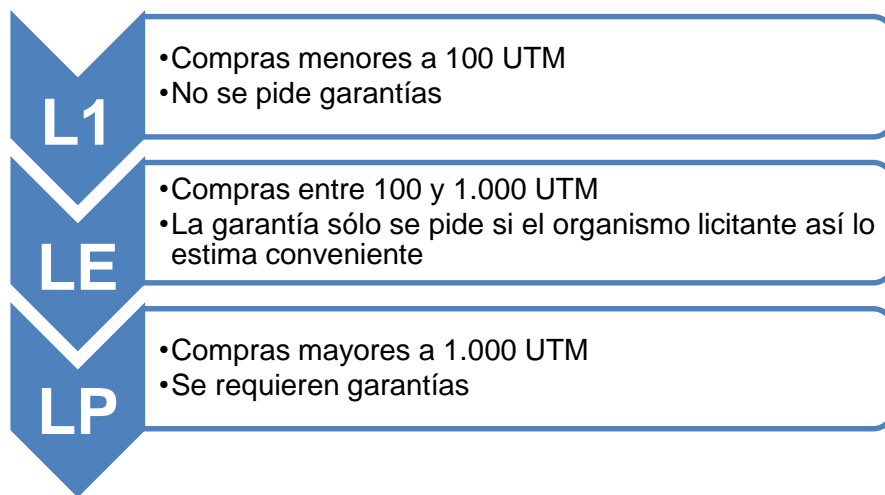 L1
•Compras menores a 100 UTM
•No se pide garantías
LE
•Compras entre 100 y 1.000 UTM
•La garantía sólo se pide si el organismo licitante así lo
estima conveniente
LP
•Compras mayores a 1.000 UTM
•Se requieren garantías